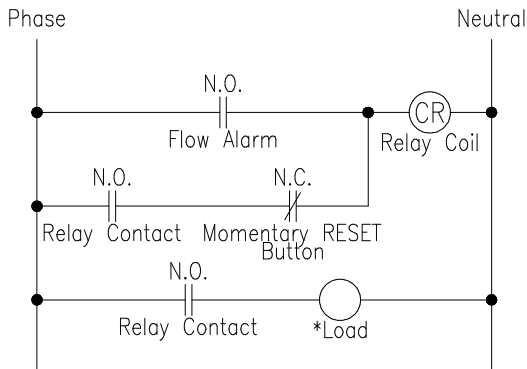 Phase
Neutral
N.O.
CR
Flow Alarm
Relay Coil
N.O.
N.C.
Relay Contact
Momentary RESET
Button
N.O.
Relay Contact
*Load